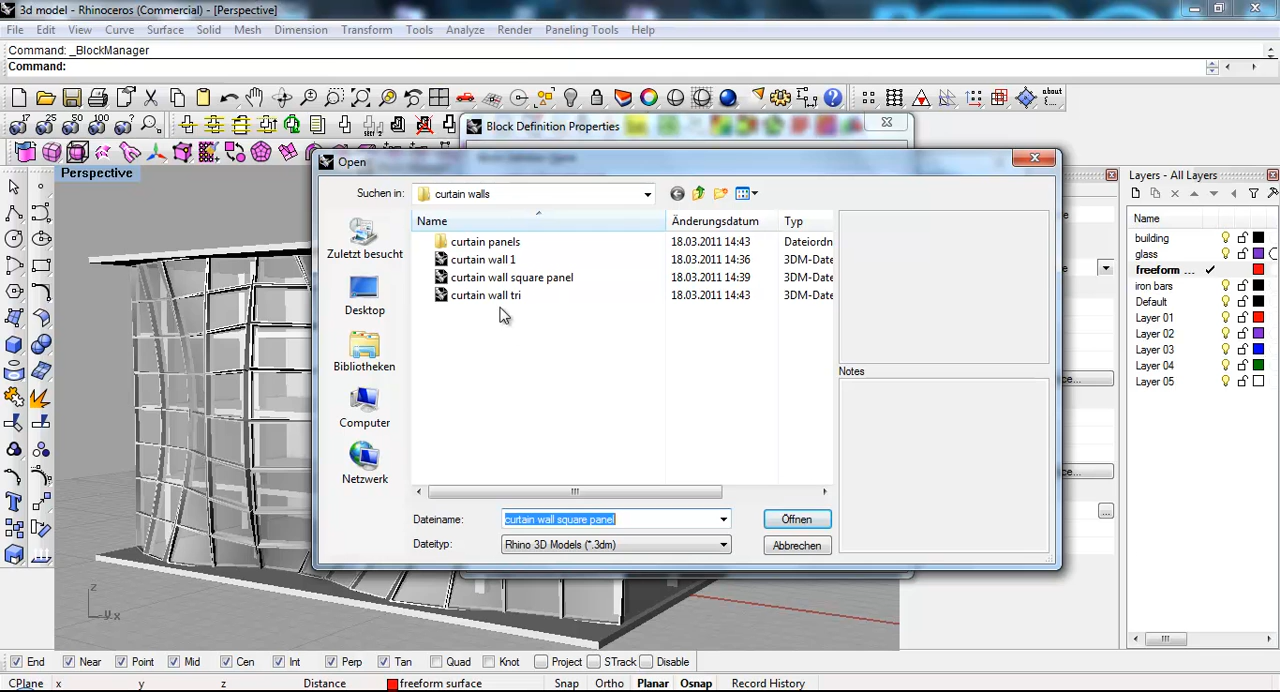 3d model - Rhinoceros (Commercial) - [Perspective]
File Edit View Curve Surface Solid Mesh Dimension Transform Tools Analyze Render Paneling Tools Help
Command: _BlockManager
Command:
about
17 25 50 100 ?
Block Definition Properties
Open
Perspective
Suchen in: curtain walls
Name Änderungsdatum Typ
curtain panels 18.03.2011 14:43 Dateiordn
curtain wall 1 18.03.2011 14:36 3DM-Date
curtain wall square panel 18.03.2011 14:39 3DM-Date
curtain wall tri 18.03.2011 14:43 3DM-Date
Zuletzt besucht
Desktop
Bibliotheken
Computer
Netzwerk
Notes
Dateiname: curtain wall square panel Öffnen
Dateityp: Rhino 3D Models (*.3dm) Abbrechen
Layers - All Layers
Name
building
glass
freeform ...
iron bars
Default
Layer 01
Layer 02
Layer 03
Layer 04
Layer 05
z
y x
End Near Point Mid Cen Int Perp Tan Quad Knot Project STrack Disable
CPlane x y z Distance freeform surface Snap Ortho Planar Osnap Record History